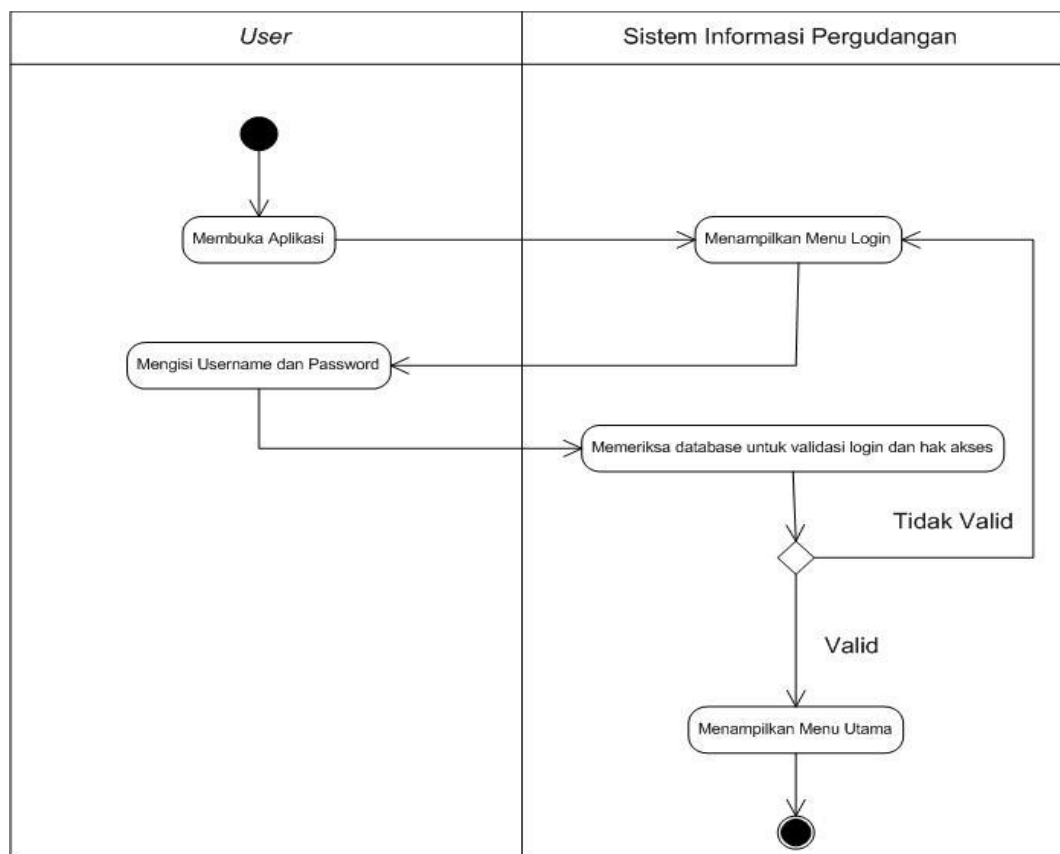 User
Sistem Informasi Pergudangan
Membuka Aplikasi
Menampilkan Menu Login
Mengisi Username dan Password
Memeriksa database untuk validasi login dan hak akses
Tidak Valid
Valid
Menampilkan Menu Utama